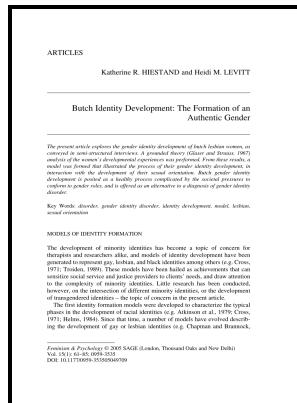 ARTICLES
Katherine R. HIESTAND and Heidi M. LEVITT
Butch Identity Development: The Formation of an
Authentic Gender
The present article explores the gender identity development of butch lesbian women, as
conveyed in semi-structured interviews. A grounded theory (Glaser and Strauss, 1967)
analysis of the women's developmental experiences was performed. From these results, a
model was formed that illustrated the process of their gender identity development, in
interaction with the development of their sexual orientation. Butch gender identity
development is posited as a healthy process complicated by the societal pressures to
conform to gender roles, and is offered as an alternative to a diagnosis of gender identity
disorder.
Key Words: disorder, gender identity disorder, identity development, model, lesbian,
sexual orientation
MODELS OF IDENTITY FORMATION
The development of minority identities has become a topic of concern for
therapists and researchers alike, and models of identity development have been
generated to represent gay, lesbian, and black identities among others (e.g. Cross,
1971; Troiden, 1989). These models have been hailed as achievements that can
sensitize social service and justice providers to clients' needs, and draw attention
to the complexity of minority identities. Little research has been conducted,
however, on the intersection of different minority identities, or the development
of transgendered identities – the topic of concern in the present article.
The first identity formation models were developed to characterize the typical
phases in the development of racial identities (e.g. Atkinson et al., 1979; Cross,
1971; Helms, 1984). Since that time, a number of models have evolved describ-
ing the development of gay or lesbian identities (e.g. Chapman and Brannock,
Feminism & Psychology © 2005 SAGE (London, Thousand Oaks and New Delhi)
Vol. 15(1): 61–85; 0959-3535
DOI: 10.1177/0959-353505049709